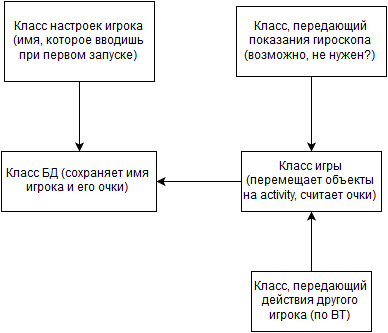 Класс настроек игрока
(имя, которое вводишь
при первом запуске)
Класс, передающий
показания гироскопа
(возможно, не нужен?)
Класс БД (сохраняет имя
игрока и его очки)
Класс игры
(перемещает объекты
на activity, считает очки)
Класс, передающий
действия другого
игрока (по BT)